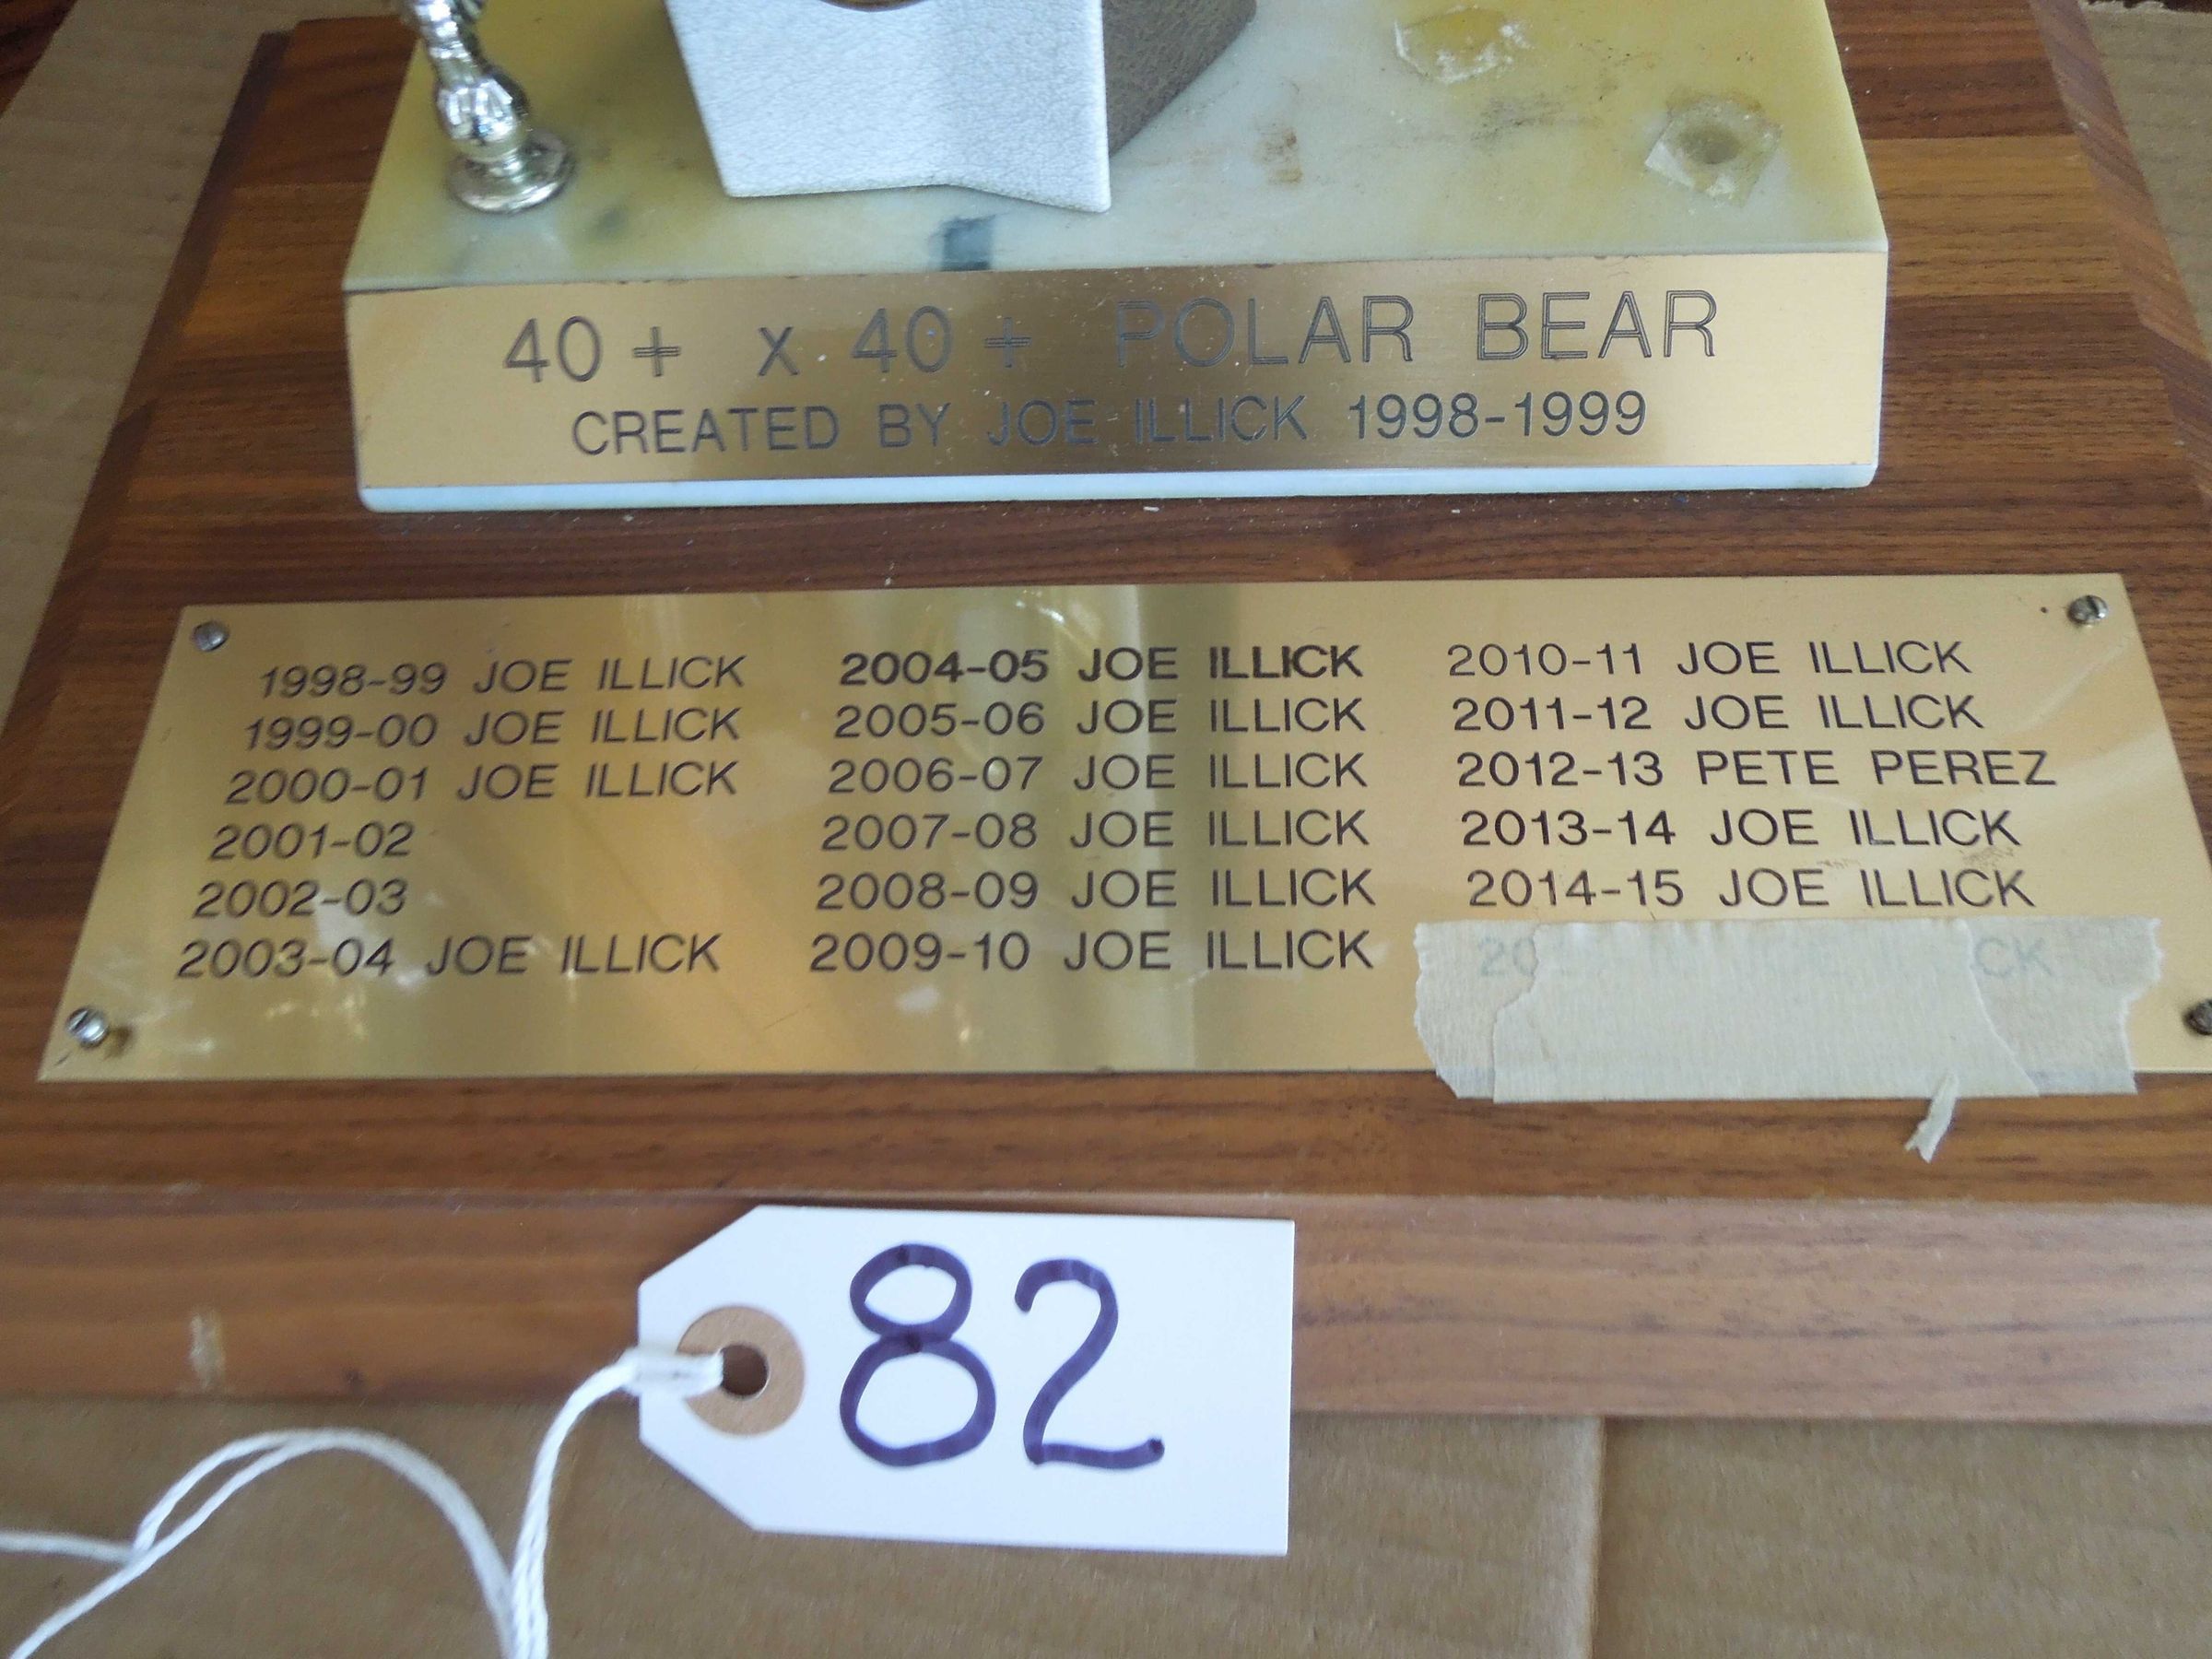 40+ x 40+ POLAR BEAR
CREATED BY JOE ILLICK 1998-1999
1998-99 JOE ILLICK
1999-00 JOE ILLICK
2000-01 JOE ILLICK
2001-02
2002-03
2003-04 JOE ILLICK
2004-05 JOE ILLICK
2005-06 JOE ILLICK
2006-07 JOE ILLICK
2007-08 JOE ILLICK
2008-09 JOE ILLICK
2009-10 JOE ILLICK
2010-11 JOE ILLICK
2011-12 JOE ILLICK
2012-13 PETE PEREZ
2013-14 JOE ILLICK
2014-15 JOE ILLICK
82